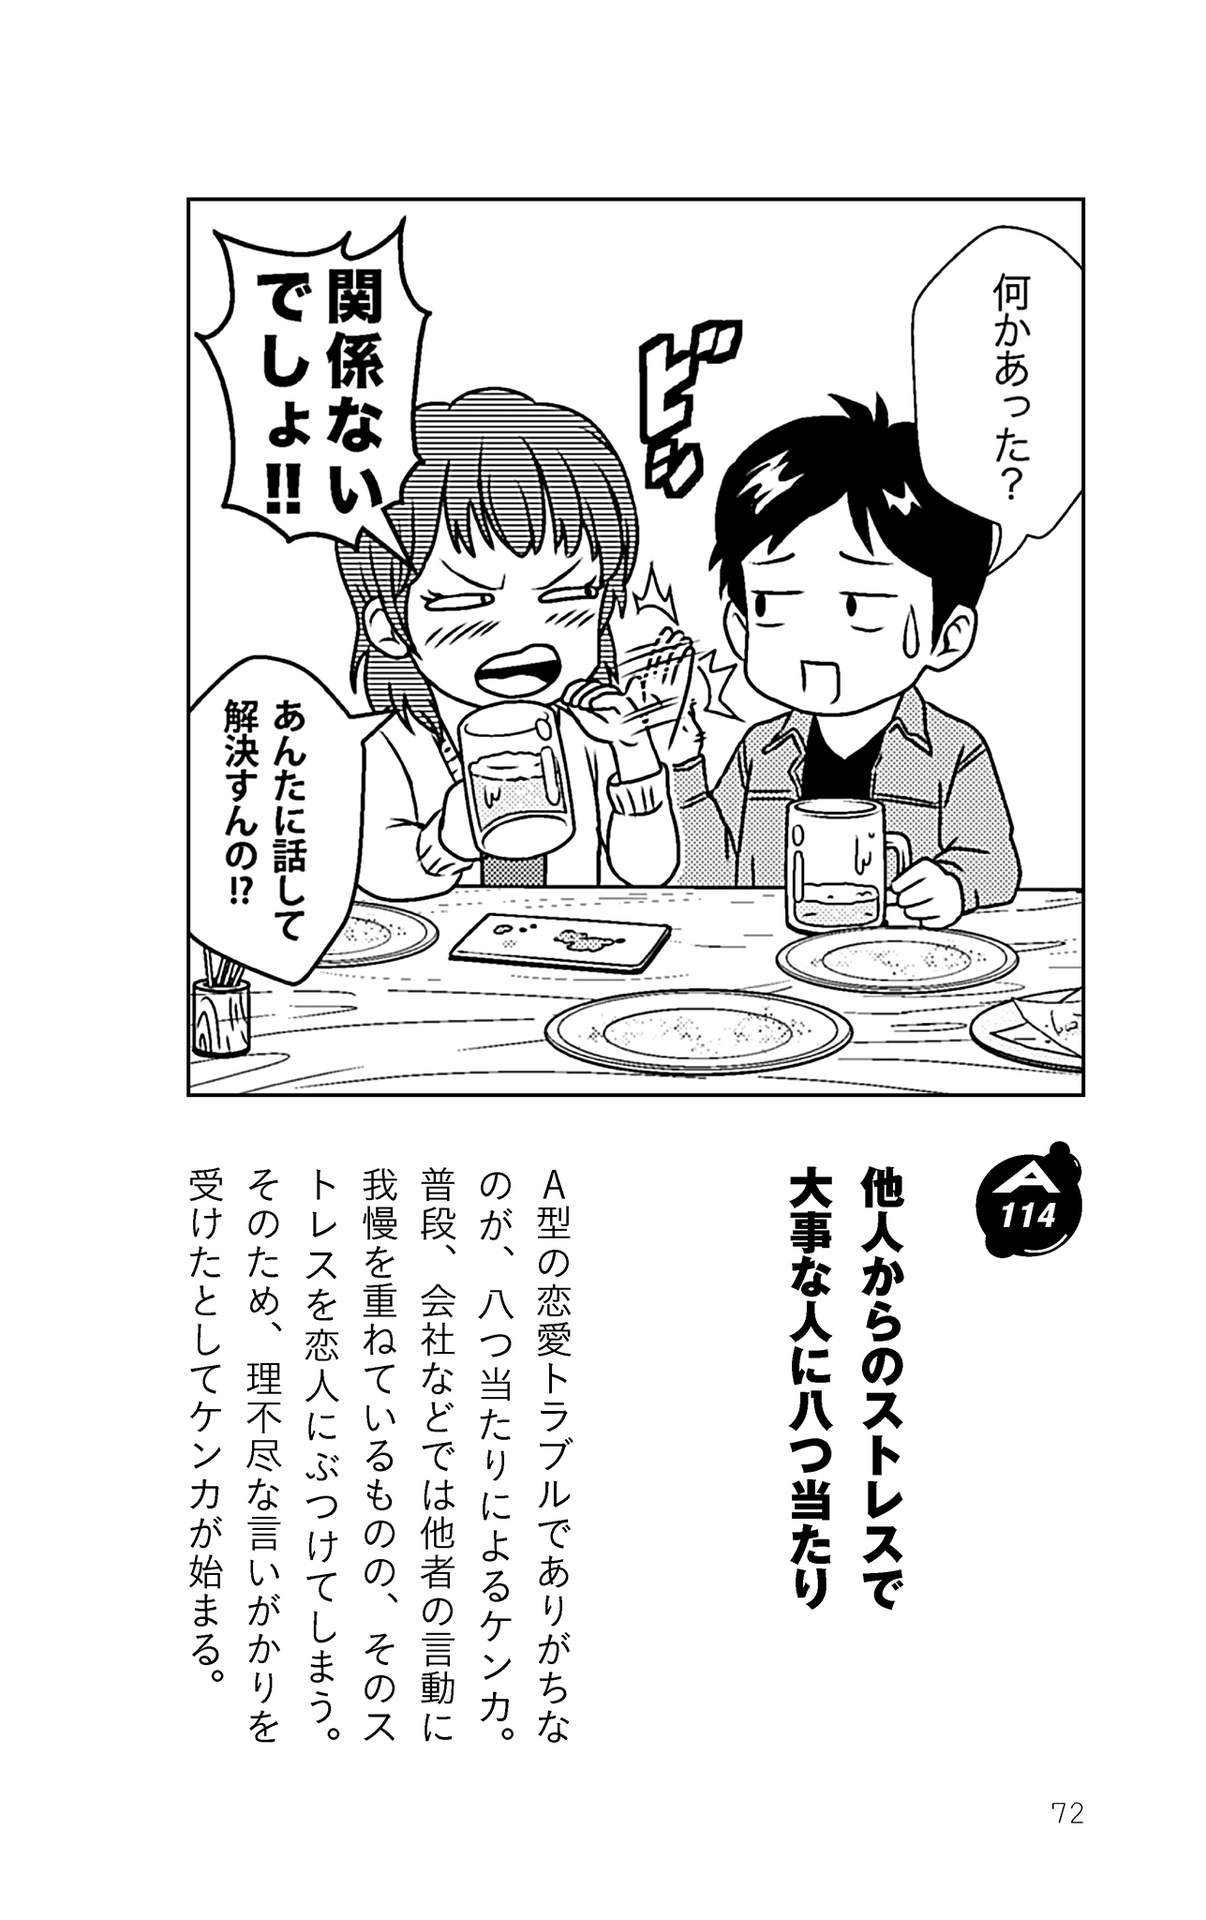 何かあった?
ビッ
関係ない
でしょ!!
あんたに話して
解決すんの!?
A
114
他人からのストレスで
大事な人に八つ当たり
A型の恋愛トラブルでありがちな
のが、八つ当たりによるケンカ。
普段、会社などでは他者の言動に
我慢を重ねているものの、そのス
トレスを恋人にぶつけてしまう。
そのため、理不尽な言いがかりを
受けたとしてケンカが始まる。
72